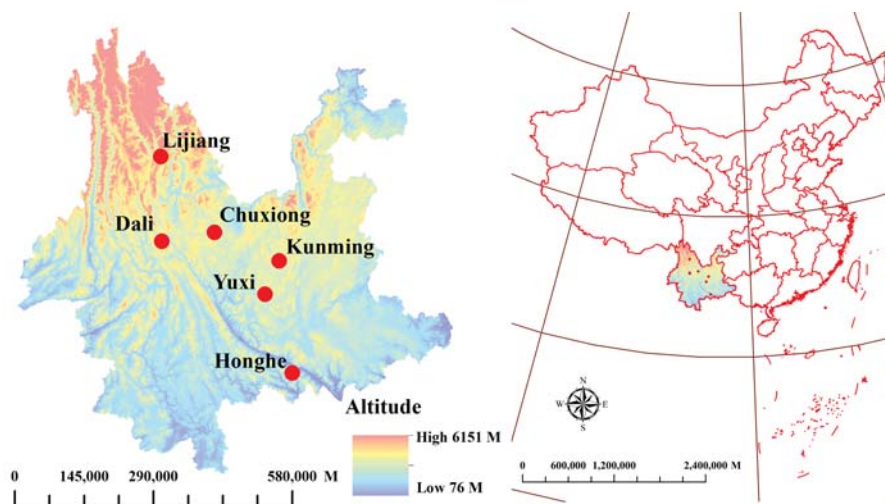 Lijiang
Chuxiong
Dali
Kunming
Yuxi
Honghe
Altitude
High 6151 M
Low 76 M
0 145,000 290,000 580,000 M
N
W E
S
0 600,000 1,200,000 2,400,000 M